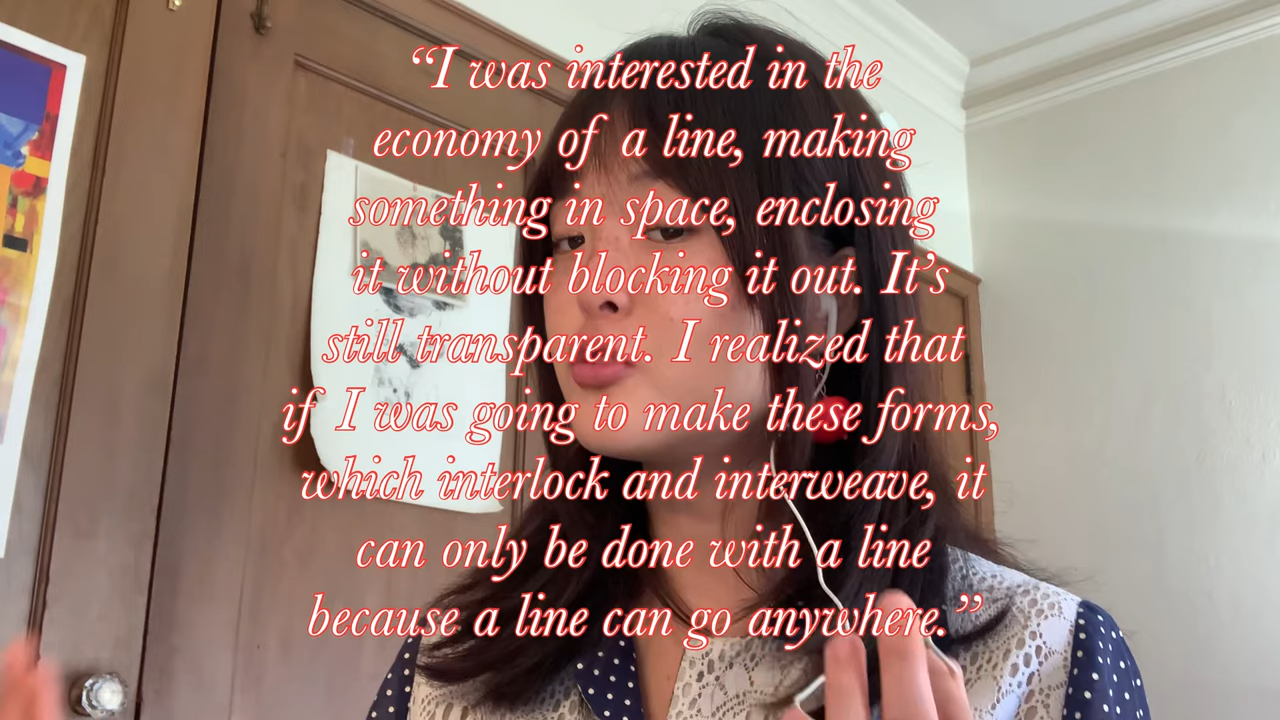 “I was interested in the
economy of a line, making
something in space, enclosing
it without blocking it out. It’s
still transparent. I realized that
if I was going to make these forms,
which interlock and interweave, it
can only be done with a line
because a line can go anywhere.”